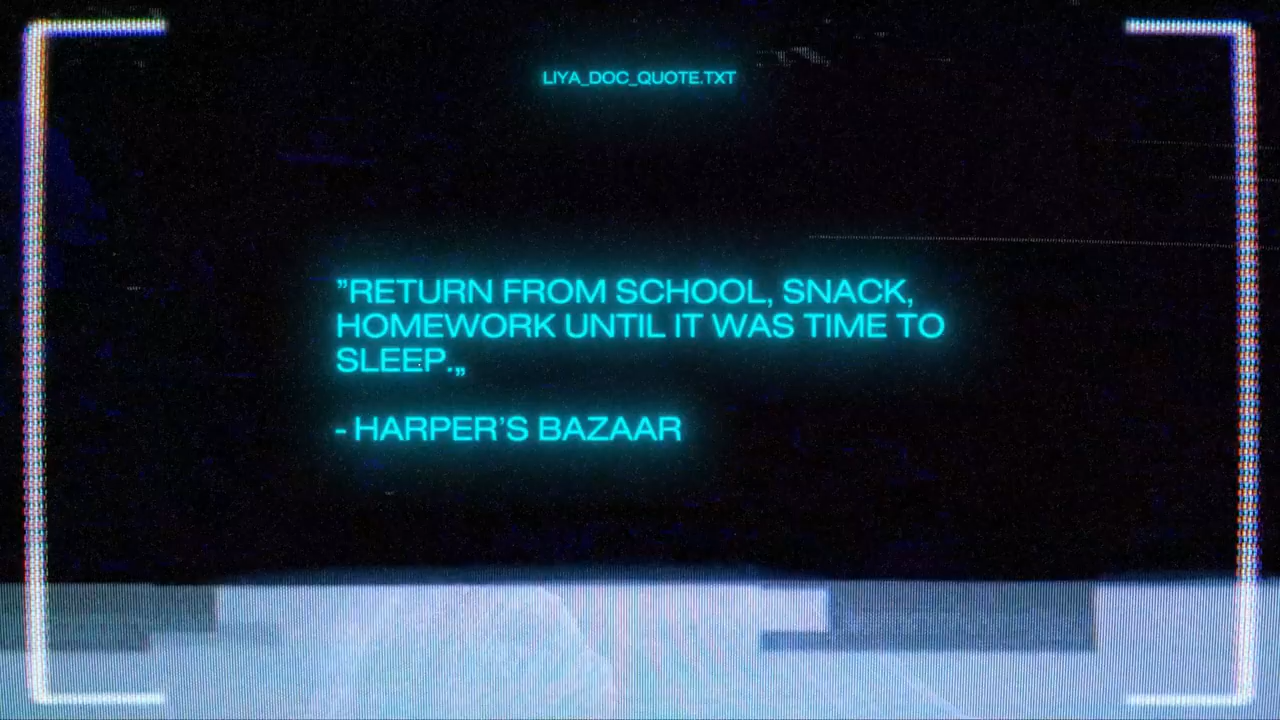 LIYA_DOC_QUOTE.TXT
”RETURN FROM SCHOOL, SNACK,
HOMEWORK UNTIL IT WAS TIME TO
SLEEP.„
- HARPER’S BAZAAR